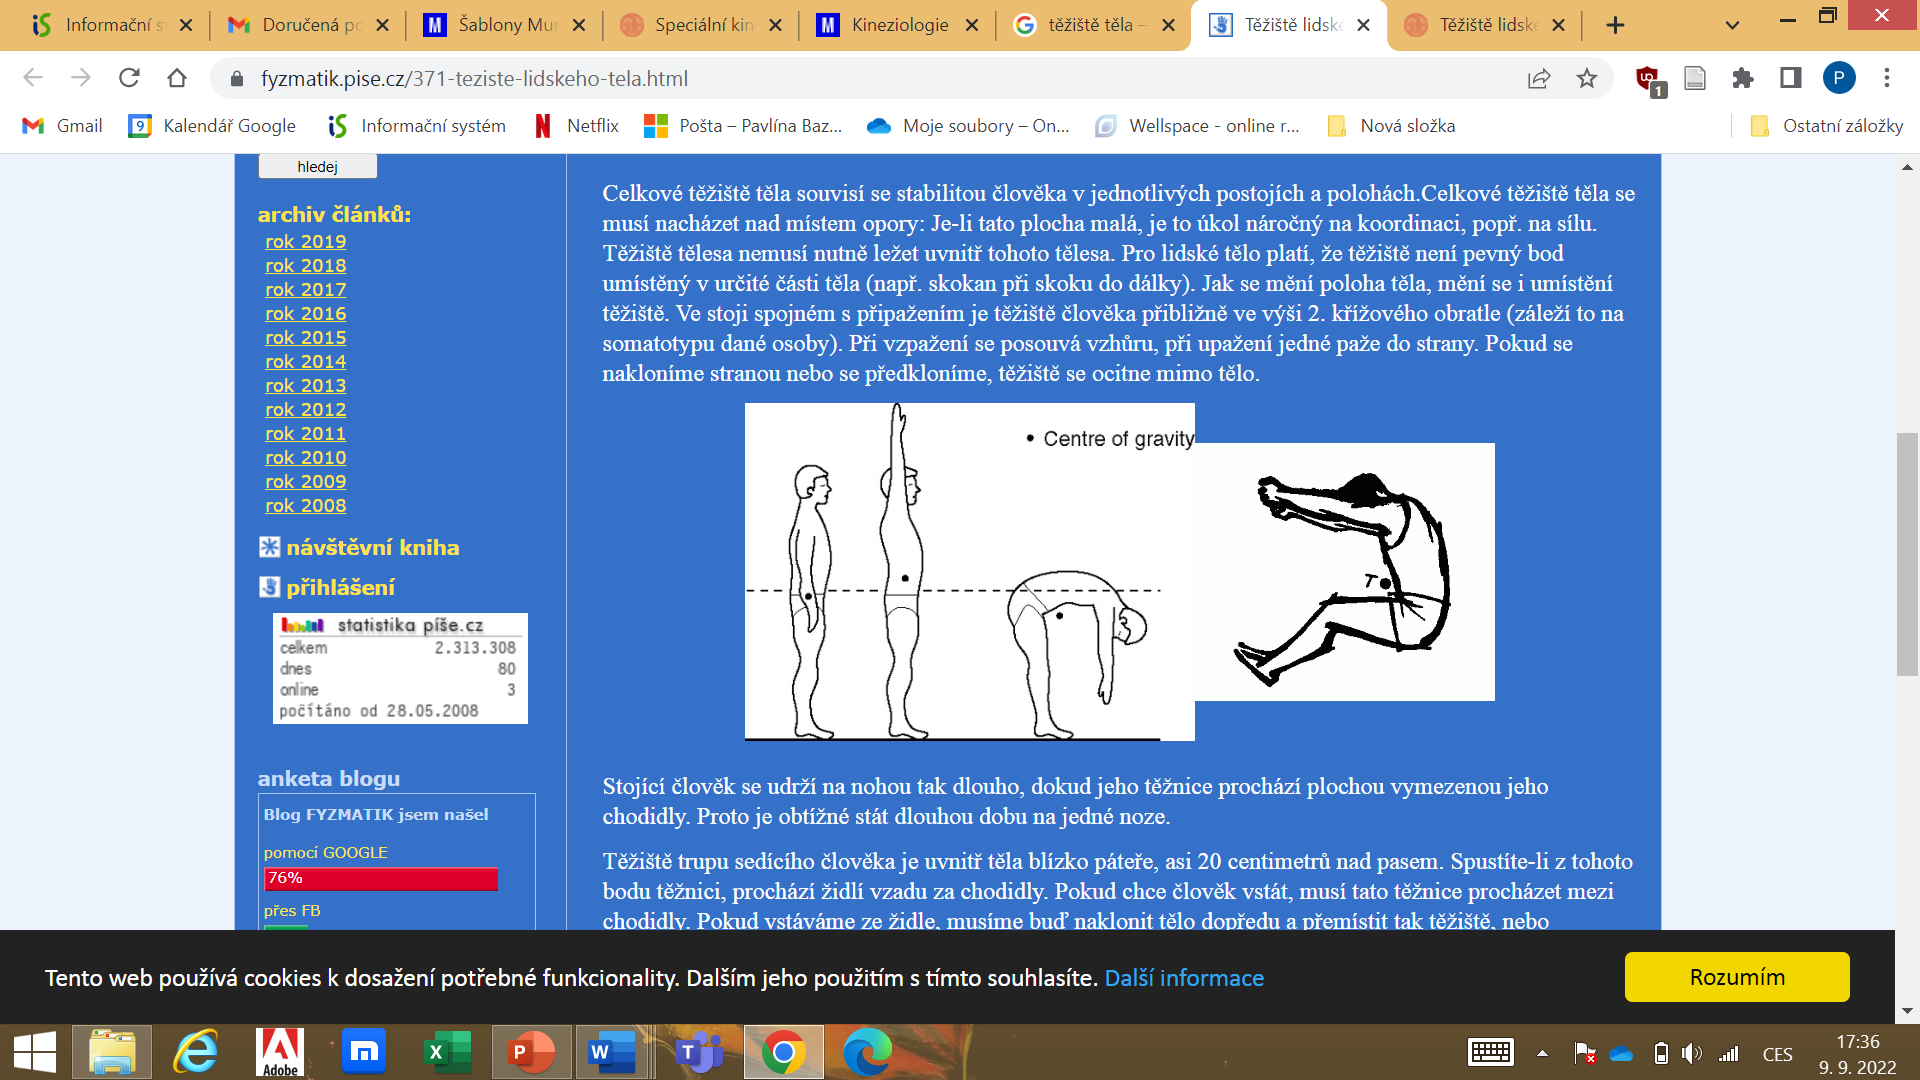 Informační s
Doručená po
Šablony Mun
Speciální kin
Kineziologie
těžiště těla –
Těžiště lidské
Těžiště lidské
fyzmatik.pise.cz/371-teziste-lidskeho-tela.html
1
P
Gmail
9
Kalendář Google
Informační systém
Netflix
Pošta – Pavlína Baz...
Moje soubory – On...
Wellspace - online r...
Nová složka
Ostatní záložky
hledej
archiv článků:
rok 2019
rok 2018
rok 2017
rok 2016
rok 2015
rok 2014
rok 2013
rok 2012
rok 2011
rok 2010
rok 2009
rok 2008
návštěvní kniha
přihlášení
statistika píše.cz
celkem 2.313.308
dnes 80
online 3
počítáno od 28.05.2008
anketa blogu
Blog FYZMATIK jsem našel
pomocí GOOGLE
76%
přes FB
Celkové těžiště těla souvisí se stabilitou člověka v jednotlivých postojích a polohách.Celkové těžiště těla se
musí nacházet nad místem opory: Je-li tato plocha malá, je to úkol náročný na koordinaci, popř. na sílu.
Těžiště tělesa nemusí nutně ležet uvnitř tohoto tělesa. Pro lidské tělo platí, že těžiště není pevný bod
umístěný v určité části těla (např. skokan při skoku do dálky). Jak se mění poloha těla, mění se i umístění
těžiště. Ve stoji spojném s připažením je těžiště člověka přibližně ve výši 2. křížového obratle (záleží to na
somatotypu dané osoby). Při vzpažení se posouvá vzhůru, při upažení jedné paže do strany. Pokud se
nakloníme stranou nebo se předkloníme, těžiště se ocitne mimo tělo.
• Centre of gravity
T
Stojící člověk se udrží na nohou tak dlouho, dokud jeho těžnice prochází plochou vymezenou jeho
chodidly. Proto je obtížné stát dlouhou dobu na jedné noze.
Těžiště trupu sedícího člověka je uvnitř těla blízko páteře, asi 20 centimetrů nad pasem. Spustíte-li z tohoto
bodu těžnici, prochází židlí vzadu za chodidly. Pokud chce člověk vstát, musí tato těžnice procházet mezi
chodidly. Pokud vstáváme ze židle, musíme buď naklonit tělo dopředu a přemístit tak těžiště, nebo
Tento web používá cookies k dosažení potřebné funkcionality. Dalším jeho použitím s tímto souhlasíte. Další informace
Rozumím
Adobe
CES
17:36
9. 9. 2022